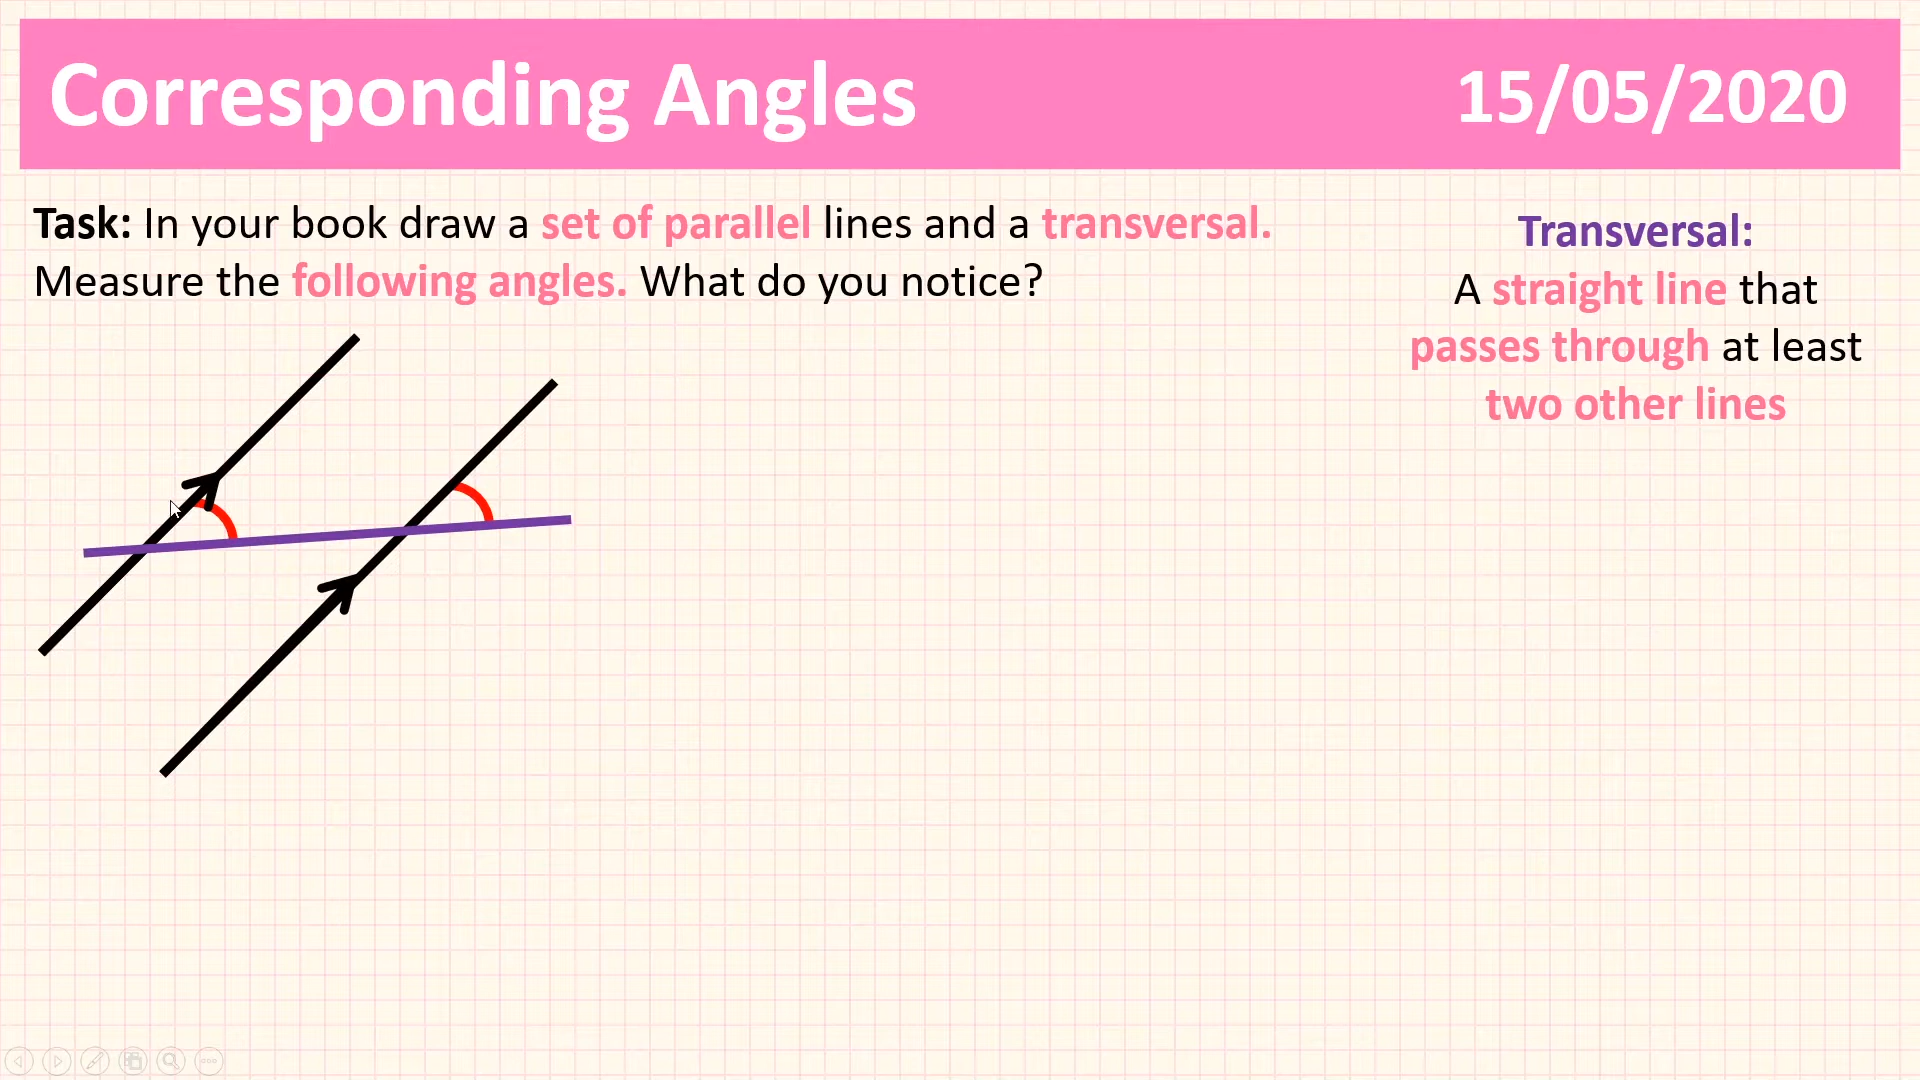 Corresponding Angles
15/05/2020
Task: In your book draw a set of parallel lines and a transversal.
Measure the following angles. What do you notice?
Transversal:
A straight line that
passes through at least
two other lines